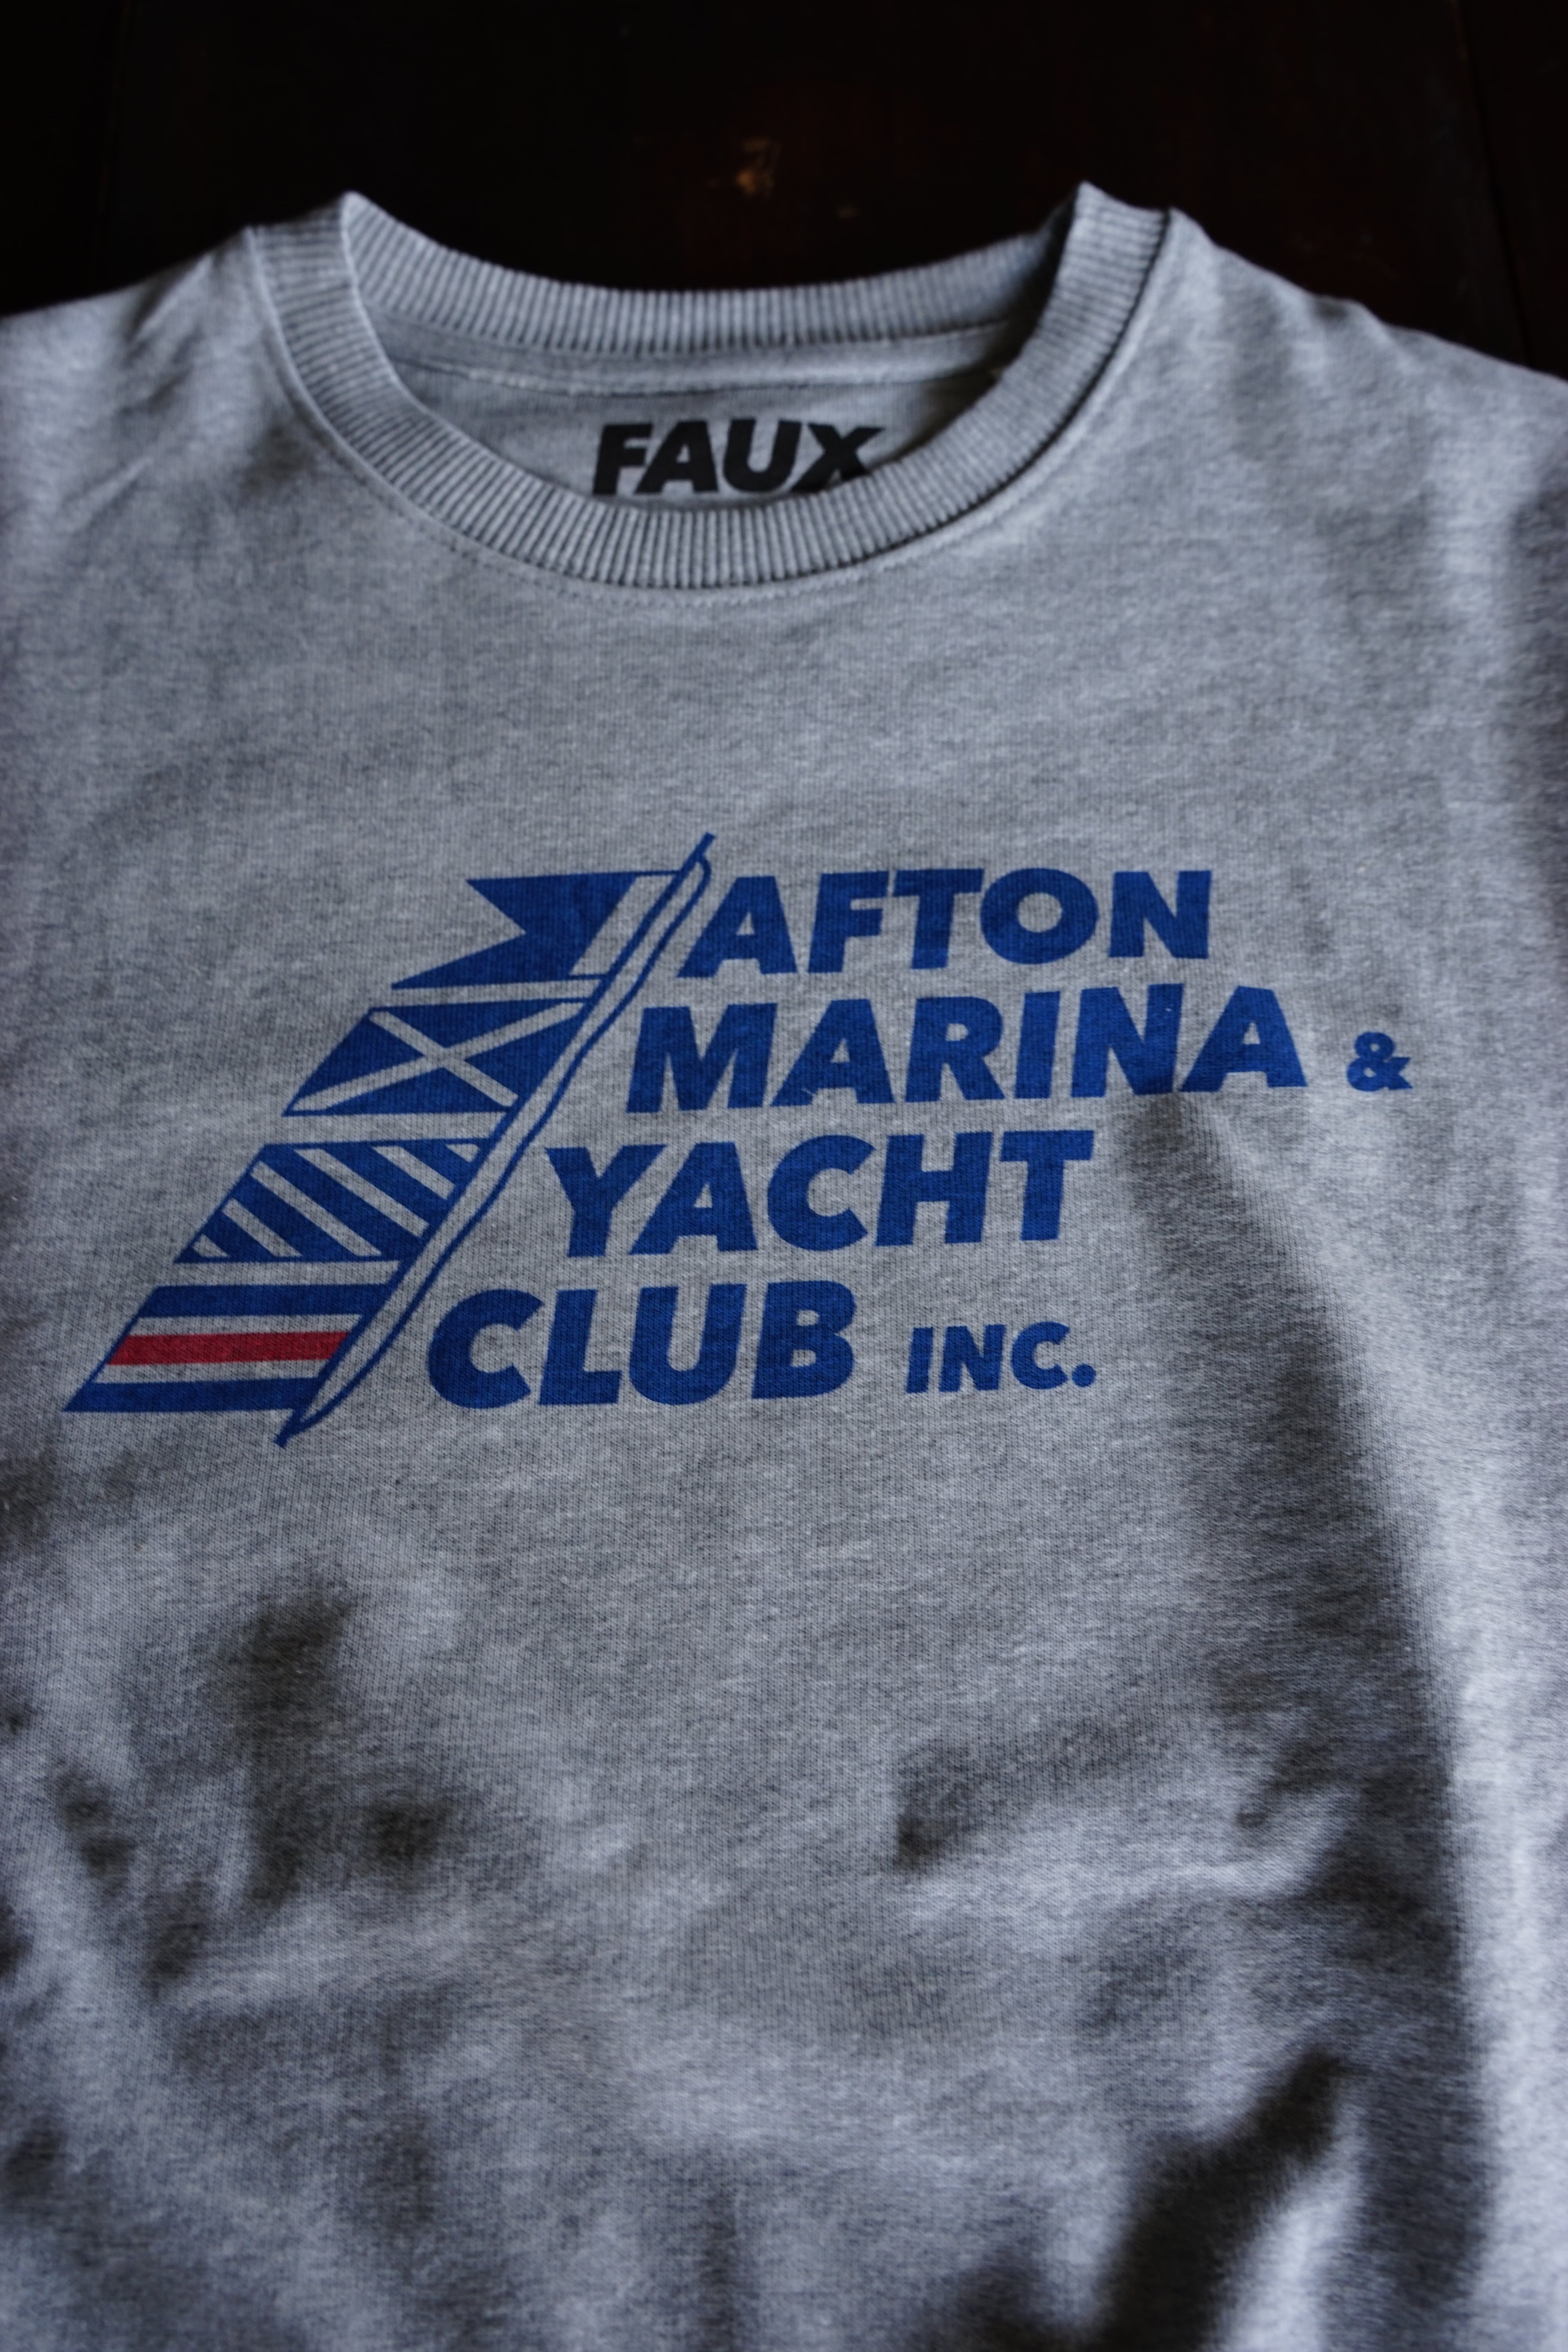 FAUX
AFTON
MARINA &
YACHT
CLUB INC.